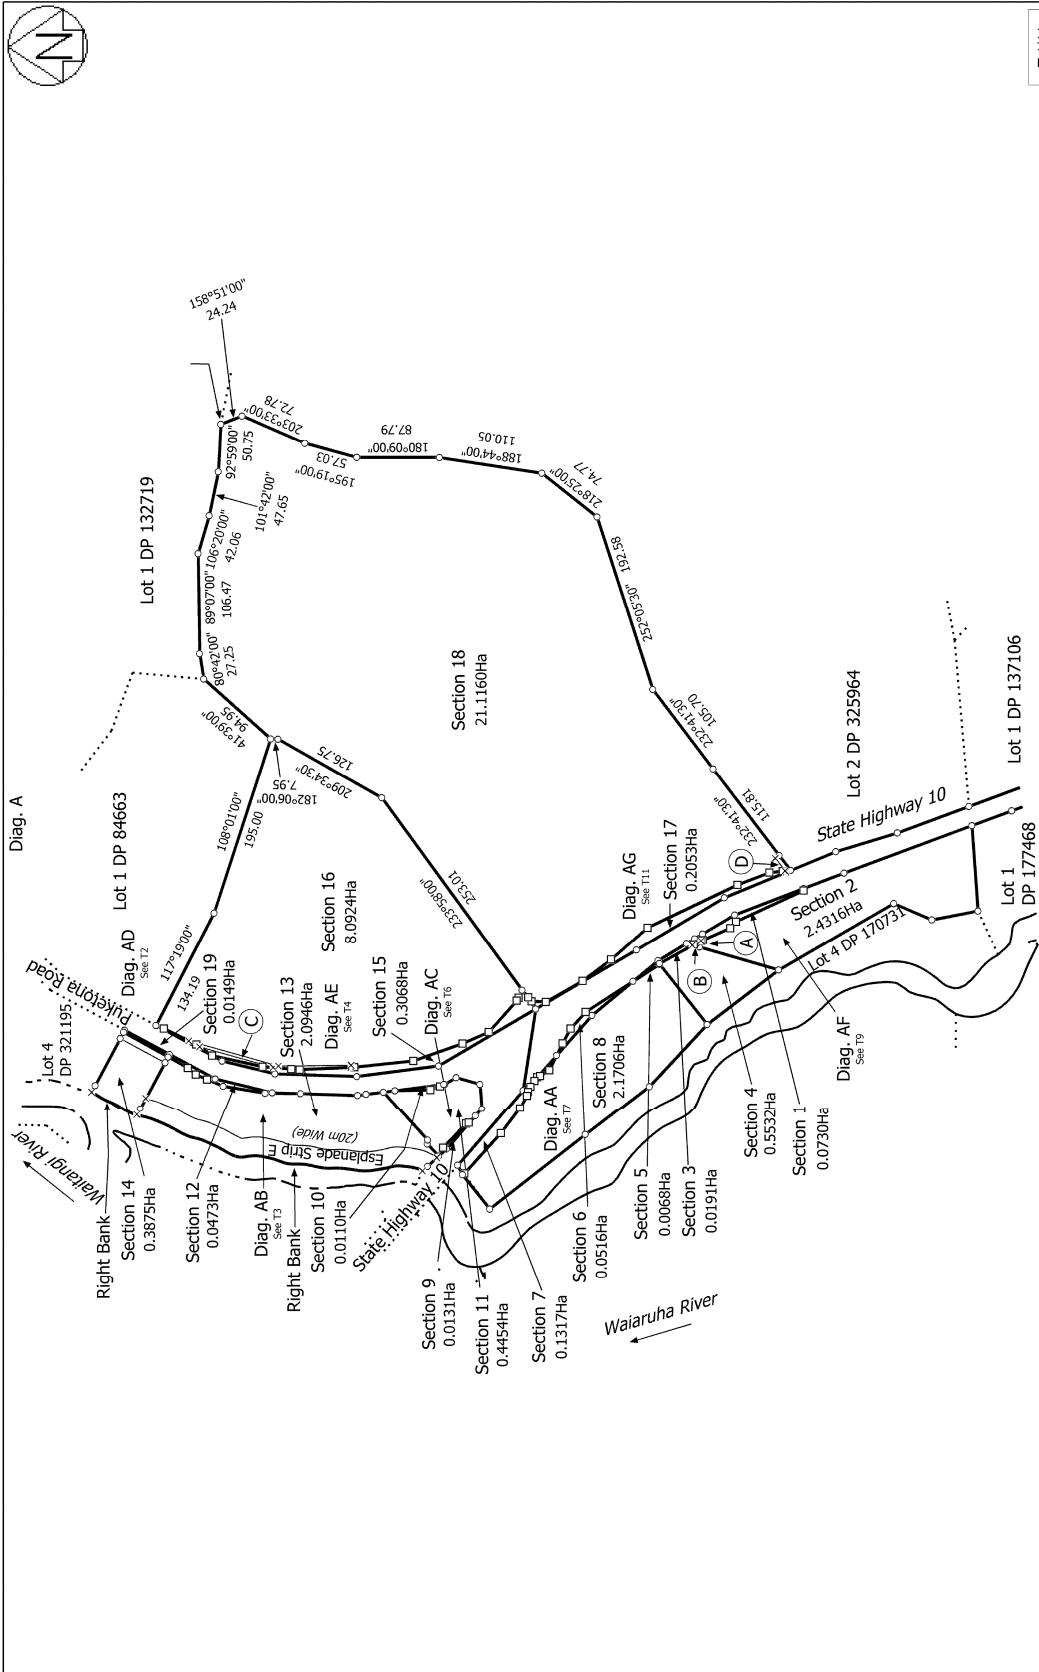 N
Diag. A
158°51'00"
24.24
Lot 1 DP 132719
92°59'00"
50.75
101°42'00"
47.65
106°20'00"
42.06
89°07'00"
106.47
80°42'00"
27.25
41°39'00"
94.95
203°33'00"
72.78
195°19'00"
57.03
180°09'00"
87.79
188°44'00"
110.05
218°25'00"
74.77
252°05'30"
192.58
232°41'30"
105.70
232°41'30"
115.81
Section 18
21.1160Ha
182°06'00"
7.95
209°34'30"
126.75
233°58'00"
253.01
108°01'00"
195.00
117°19'00"
134.19
Lot 1 DP 84663
Diag. AD
See T2
Puketona Road
Lot 4
DP 321195
Waitangi River
Section 16
8.0924Ha
Section 19
0.0149Ha
C
Section 13
2.0946Ha
Diag. AE
See T4
Section 15
0.3068Ha
Diag. AC
See T6
Esplanade Strip E
(20m Wide)
Right Bank
Section 14
0.3875Ha
Section 12
0.0473Ha
Diag. AB
See T3
Right Bank
Section 10
0.0110Ha
State Highway 10
Section 9
0.0131Ha
Section 11
0.4454Ha
Section 7
0.1317Ha
Diag. AA
See T7
Section 8
2.1706Ha
Section 6
0.0516Ha
Section 5
0.0068Ha
Section 3
0.0191Ha
Section 4
0.5532Ha
Section 1
0.0730Ha
Diag. AF
See T9
Waiaruha River
Diag. AG
See T11
Section 17
0.2053Ha
D
A
B
Section 2
2.4316Ha
Lot 4 DP 170731
State Highway 10
Lot 2 DP 325964
Lot 1 DP 137106
Lot 1
DP 177468